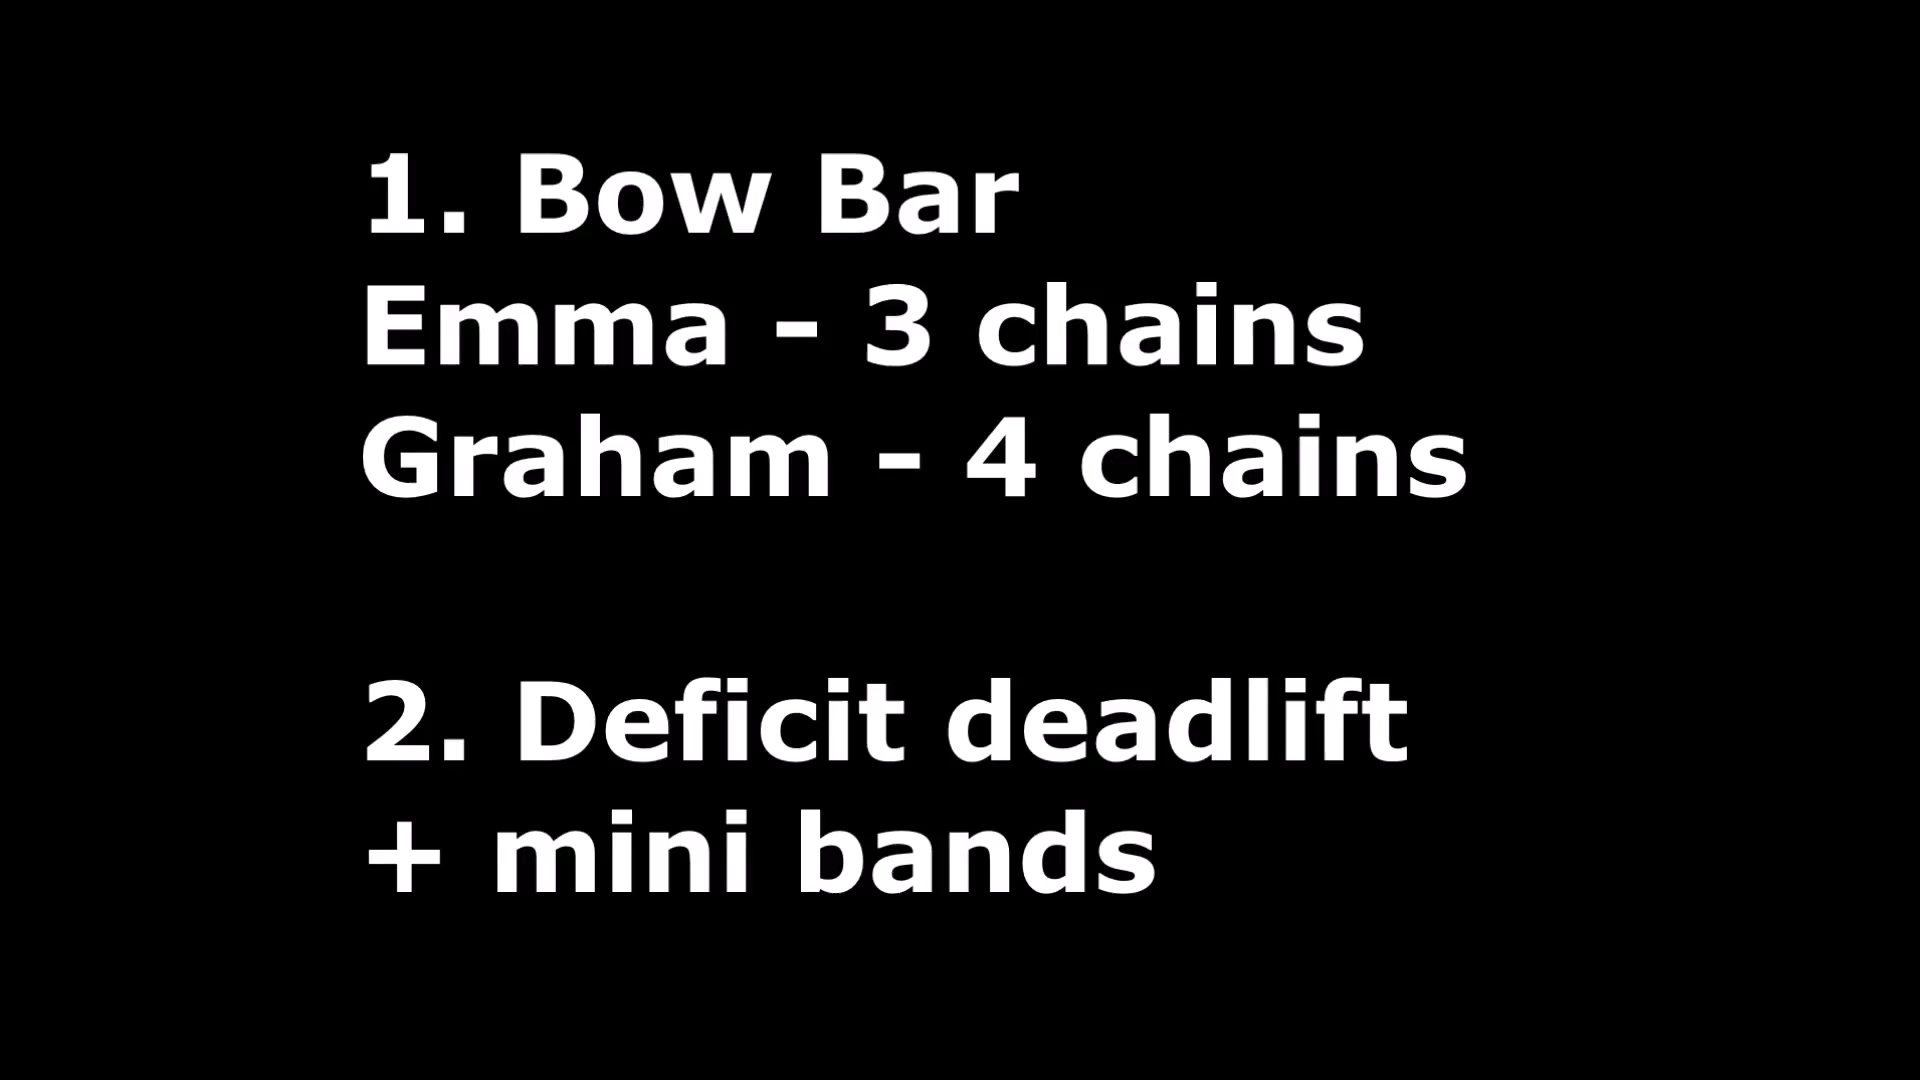 1. Bow Bar
Emma - 3 chains
Graham - 4 chains
2. Deficit deadlift
+ mini bands